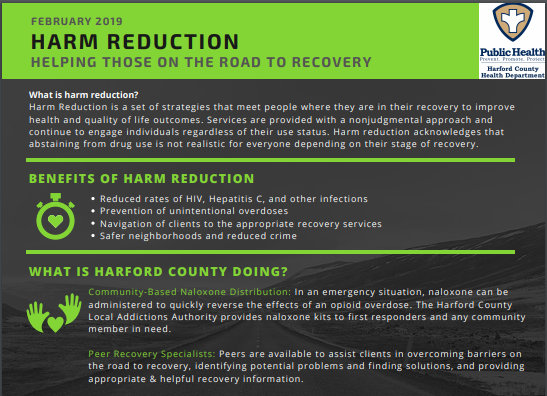 FEBRUARY 2019
HARM REDUCTION
HELPING THOSE ON THE ROAD TO RECOVERY
Public Health
Prevent. Promote. Protect.
Harford County
Health Department
What is harm reduction?
Harm Reduction is a set of strategies that meet people where they are in their recovery to improve
health and quality of life outcomes. Services are provided with a nonjudgmental approach and
continue to engage individuals regardless of their use status. Harm reduction acknowledges that
abstaining from drug use is not realistic for everyone depending on their stage of recovery.
BENEFITS OF HARM REDUCTION
• Reduced rates of HIV, Hepatitis C, and other infections
• Prevention of unintentional overdoses
• Navigation of clients to the appropriate recovery services
• Safer neighborhoods and reduced crime
WHAT IS HARFORD COUNTY DOING?
Community-Based Naloxone Distribution: In an emergency situation, naloxone can be
administered to quickly reverse the effects of an opioid overdose. The Harford County
Local Addictions Authority provides naloxone kits to first responders and any community
member in need.
Peer Recovery Specialists: Peers are available to assist clients in overcoming barriers on
the road to recovery, identifying potential problems and finding solutions, and providing
appropriate & helpful recovery information.